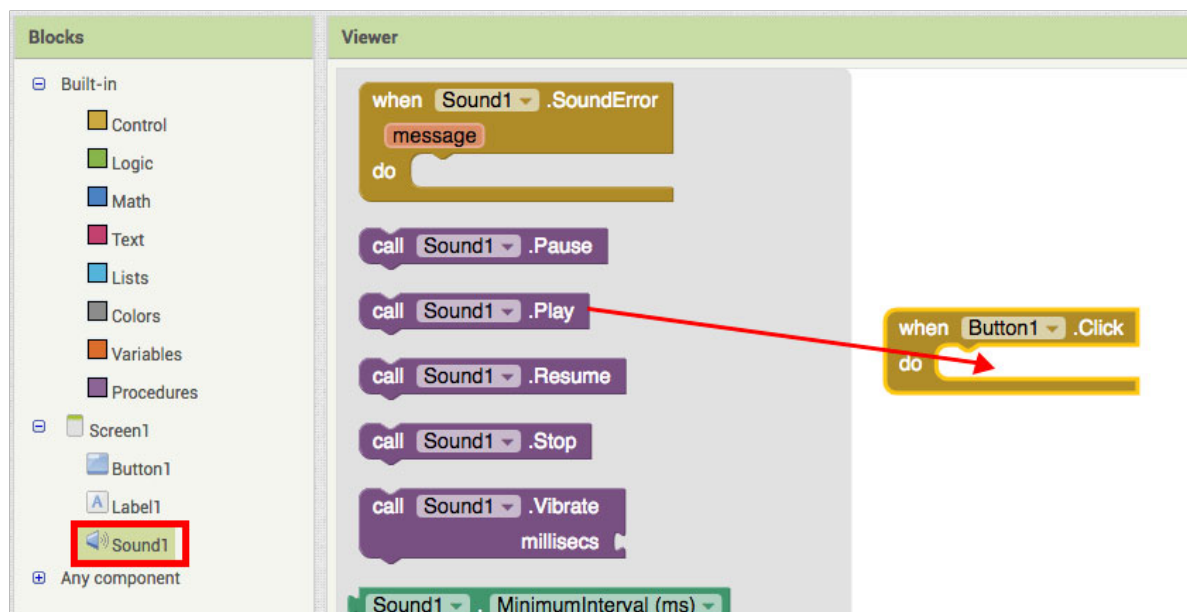 Blocks
Viewer
Built-in
Control
Logic
Math
Text
Lists
Colors
Variables
Procedures
Screen1
Button1
Label1
Sound1
Any component
when Sound1 .SoundError
message
do
call Sound1 .Pause
call Sound1 .Play
call Sound1 .Resume
call Sound1 .Stop
call Sound1 .Vibrate
millisecs
Sound1 . MinimumInterval (ms)
when Button1 .Click
do